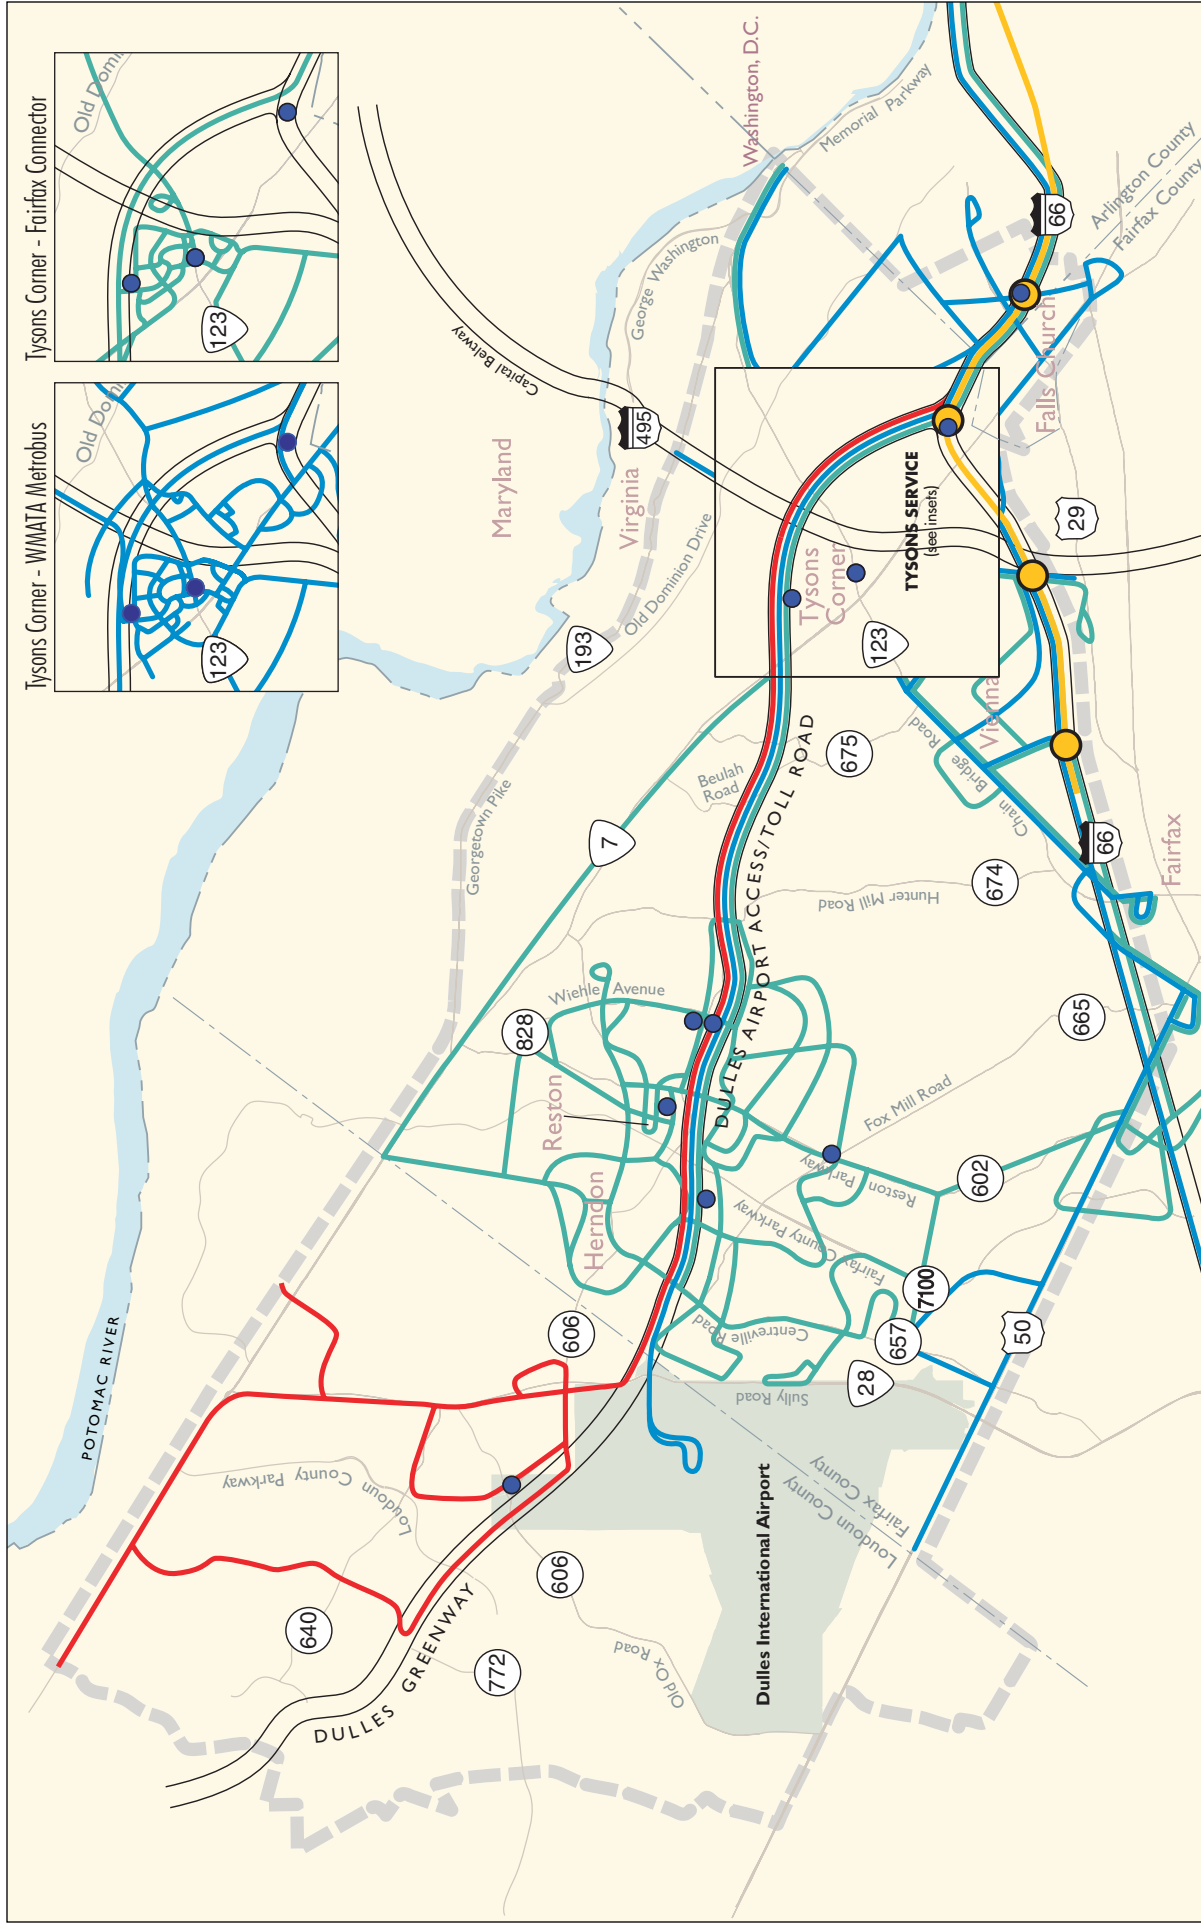 Tysons Corner - WMATA Metrobus
Old Domi
123
Tysons Corner - Fairfax Connector
Old Domi
123
POTOMAC RIVER
Maryland
Virginia
Washington, D.C.
Capital Beltway
495
George Washington
Memorial Parkway
193
Georgetown Pike
Old Dominion Drive
7
Loudoun County Parkway
640
DULLES GREENWAY
772
606
606
Old Ox Road
Herndon
Reston
828
Wiehle Avenue
Beulah
Road
675
DULLES AIRPORT ACCESS/TOLL ROAD
Hunter Mill Road
674
Tysons
Corner
123
TYSONS SERVICE
(see insets)
Dulles International Airport
Loudoun County
Fairfax County
Sully Road
28
Centreville Road
657
Fairfax County Parkway
7100
Reston Parkway
Fox Mill Road
602
665
50
Chain Bridge Road
Vienna
66
Fairfax
29
Falls Church
66
Arlington County
Fairfax County